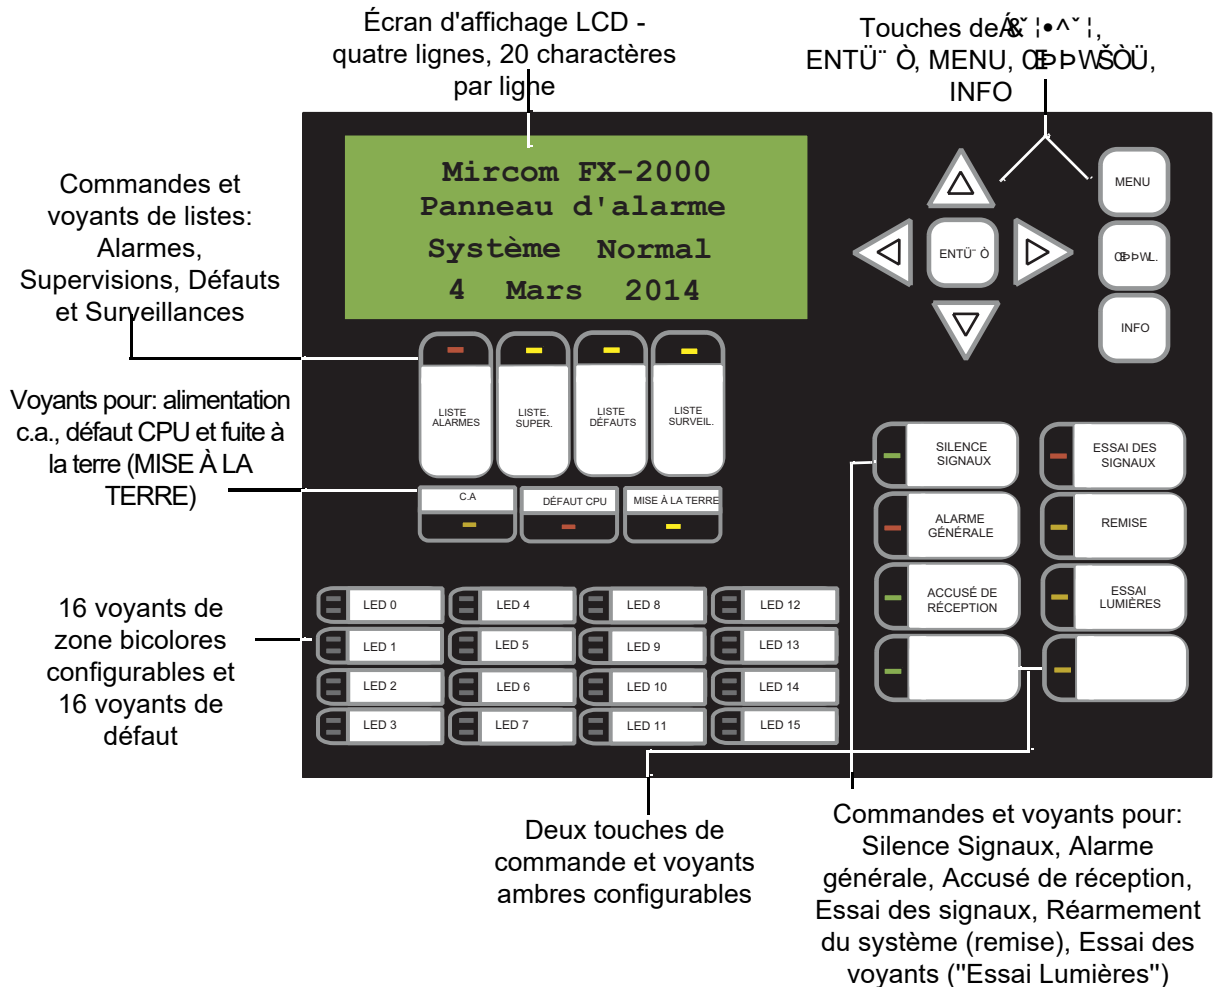 Écran d'affichage LCD -
quatre lignes, 20 charactères
par ligne
Touches de
MENU,
INFO
Commandes et
voyants de listes:
Alarmes,
Supervisions, Défauts
et Surveillances
Mircom FX-2000
Panneau d'alarme
Système Normal
4 Mars 2014
MENU
INFO
LISTE
ALARMES
LISTE.
SUPER.
LISTE
DÉFAUTS
LISTE
SURVEIL.
Voyants pour: alimentation
c.a., défaut CPU et fuite à
la terre (MISE À LA
TERRE)
C.A
DÉFAUT CPU
MISE À LA TERRE
SILENCE
SIGNAUX
ESSAI DES
SIGNAUX
ALARME
GÉNÉRALE
REMISE
ACCUSÉ DE
RÉCEPTION
ESSAI
LUMIÈRES
16 voyants de
zone bicolores
configurables et
16 voyants de
défaut
LED 0
LED 4
LED 8
LED 12
LED 1
LED 5
LED 9
LED 13
LED 2
LED 6
LED 10
LED 14
LED 3
LED 7
LED 11
LED 15
Deux touches de
commande et voyants
ambres configurables
Commandes et voyants pour:
Silence Signaux, Alarme
générale, Accusé de réception,
Essai des signaux, Réarmement
du système (remise), Essai des
voyants ("Essai Lumières")